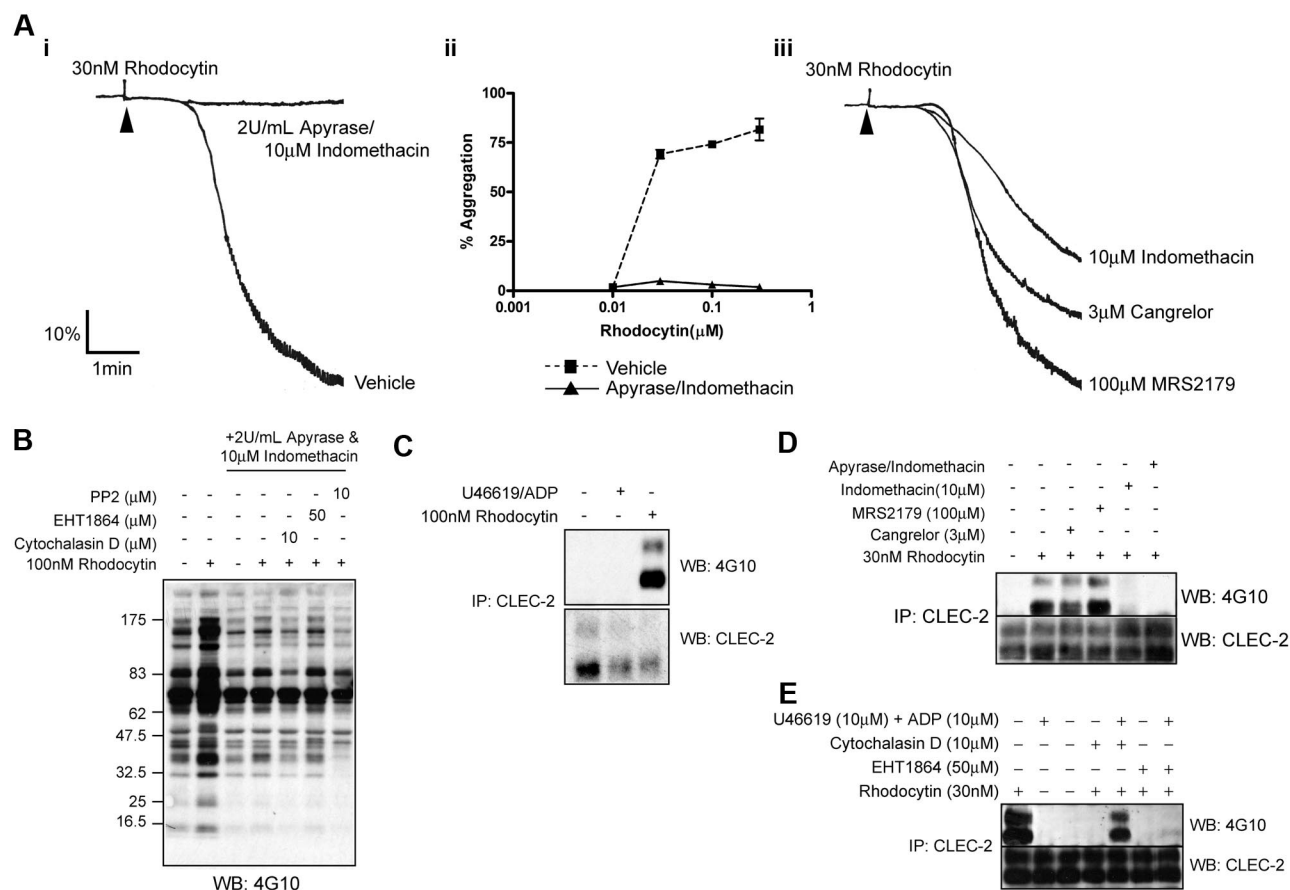 A
i
30nM Rhodocytin
2U/mL Apyrase/
10µM Indomethacin
10%
1min
Vehicle
ii
% Aggregation
100
75
50
25
0
0.001
0.01
0.1
1
Rhodocytin(µM)
Vehicle
Apyrase/Indomethacin
iii
30nM Rhodocytin
10µM Indomethacin
3µM Cangrelor
100µM MRS2179
B
+2U/mL Apyrase &
10µM Indomethacin
PP2 (µM) - - - - - - 10
EHT1864 (µM) - - - - - 50 -
Cytochalasin D (µM) - - - - 10 - -
100nM Rhodocytin - + - + + + +
175
83
62
47.5
32.5
25
16.5
WB: 4G10
C
U46619/ADP - + -
100nM Rhodocytin - - +
IP: CLEC-2
WB: 4G10
WB: CLEC-2
D
Apyrase/Indomethacin - - - - - +
Indomethacin(10µM) - - - - + -
MRS2179 (100µM) - - - + - -
Cangrelor (3µM) - - + - - -
30nM Rhodocytin - + + + + +
IP: CLEC-2
WB: 4G10
WB: CLEC-2
E
U46619 (10µM) + ADP (10µM) - + - - + - +
Cytochalasin D (10µM) - - - + + - -
EHT1864 (50µM) - - - - - + +
Rhodocytin (30nM) + - - + + + +
IP: CLEC-2
WB: 4G10
WB: CLEC-2